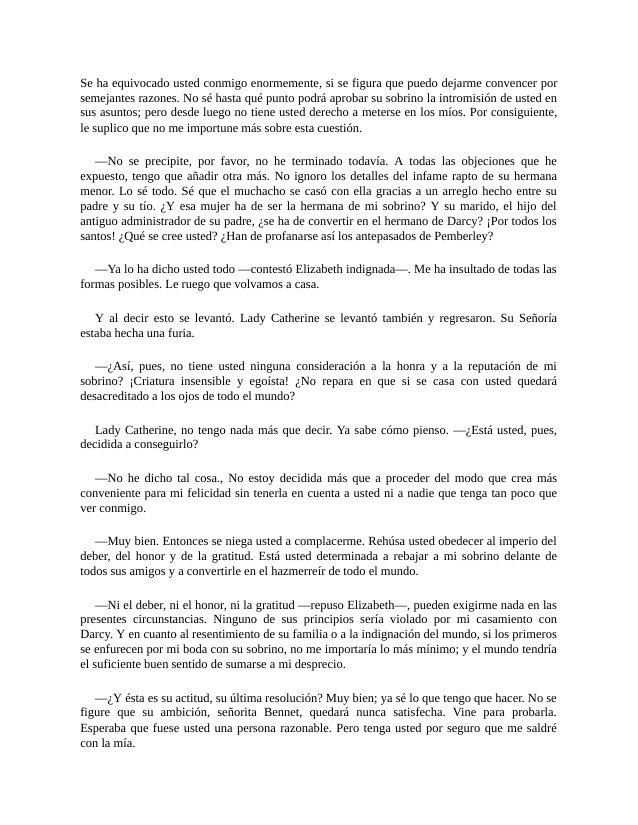 Se ha equivocado usted conmigo enormemente, si se figura que puedo dejarme convencer por
semejantes razones. No sé hasta qué punto podrá aprobar su sobrino la intromisión de usted en
sus asuntos; pero desde luego no tiene usted derecho a meterse en los míos. Por consiguiente,
le suplico que no me importune más sobre esta cuestión.
—No se precipite, por favor, no he terminado todavía. A todas las objeciones que he
expuesto, tengo que añadir otra más. No ignoro los detalles del infame rapto de su hermana
menor. Lo sé todo. Sé que el muchacho se casó con ella gracias a un arreglo hecho entre su
padre y su tío. ¿Y esa mujer ha de ser la hermana de mi sobrino? Y su marido, el hijo del
antiguo administrador de su padre, ¿se ha de convertir en el hermano de Darcy? ¡Por todos los
santos! ¿Qué se cree usted? ¿Han de profanarse así los antepasados de Pemberley?
—Ya lo ha dicho usted todo —contestó Elizabeth indignada—. Me ha insultado de todas las
formas posibles. Le ruego que volvamos a casa.
Y al decir esto se levantó. Lady Catherine se levantó también y regresaron. Su Señoría
estaba hecha una furia.
—¿Así, pues, no tiene usted ninguna consideración a la honra y a la reputación de mi
sobrino? ¡Criatura insensible y egoísta! ¿No repara en que si se casa con usted quedará
desacreditado a los ojos de todo el mundo?
Lady Catherine, no tengo nada más que decir. Ya sabe cómo pienso. —¿Está usted, pues,
decidida a conseguirlo?
—No he dicho tal cosa., No estoy decidida más que a proceder del modo que crea más
conveniente para mi felicidad sin tenerla en cuenta a usted ni a nadie que tenga tan poco que
ver conmigo.
—Muy bien. Entonces se niega usted a complacerme. Rehúsa usted obedecer al imperio del
deber, del honor y de la gratitud. Está usted determinada a rebajar a mi sobrino delante de
todos sus amigos y a convertirle en el hazmerreír de todo el mundo.
—Ni el deber, ni el honor, ni la gratitud —repuso Elizabeth—, pueden exigirme nada en las
presentes circunstancias. Ninguno de sus principios sería violado por mi casamiento con
Darcy. Y en cuanto al resentimiento de su familia o a la indignación del mundo, si los primeros
se enfurecen por mi boda con su sobrino, no me importaría lo más mínimo; y el mundo tendría
el suficiente buen sentido de sumarse a mi desprecio.
—¿Y ésta es su actitud, su última resolución? Muy bien; ya sé lo que tengo que hacer. No se
figure que su ambición, señorita Bennet, quedará nunca satisfecha. Vine para probarla.
Esperaba que fuese usted una persona razonable. Pero tenga usted por seguro que me saldré
con la mía.